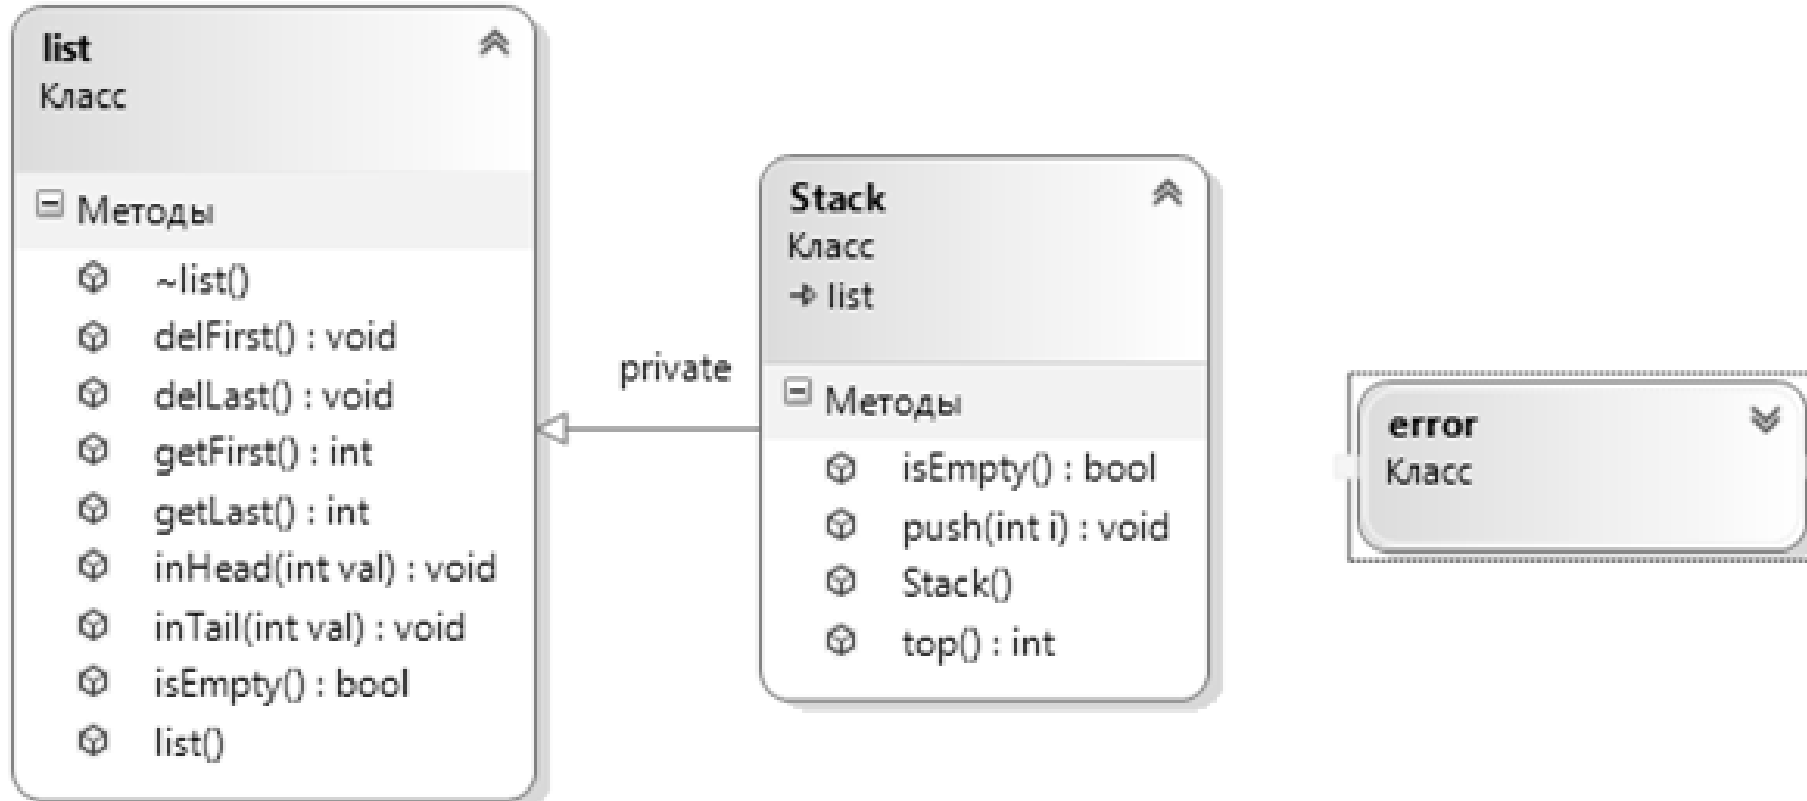 list
Класс
Методы
~list()
delFirst() : void
delLast() : void
getFirst() : int
getLast() : int
inHead(int val) : void
inTail(int val) : void
isEmpty() : bool
list()
private
Stack
Класс
list
Методы
isEmpty() : bool
push(int i) : void
Stack()
top() : int
error
Класс